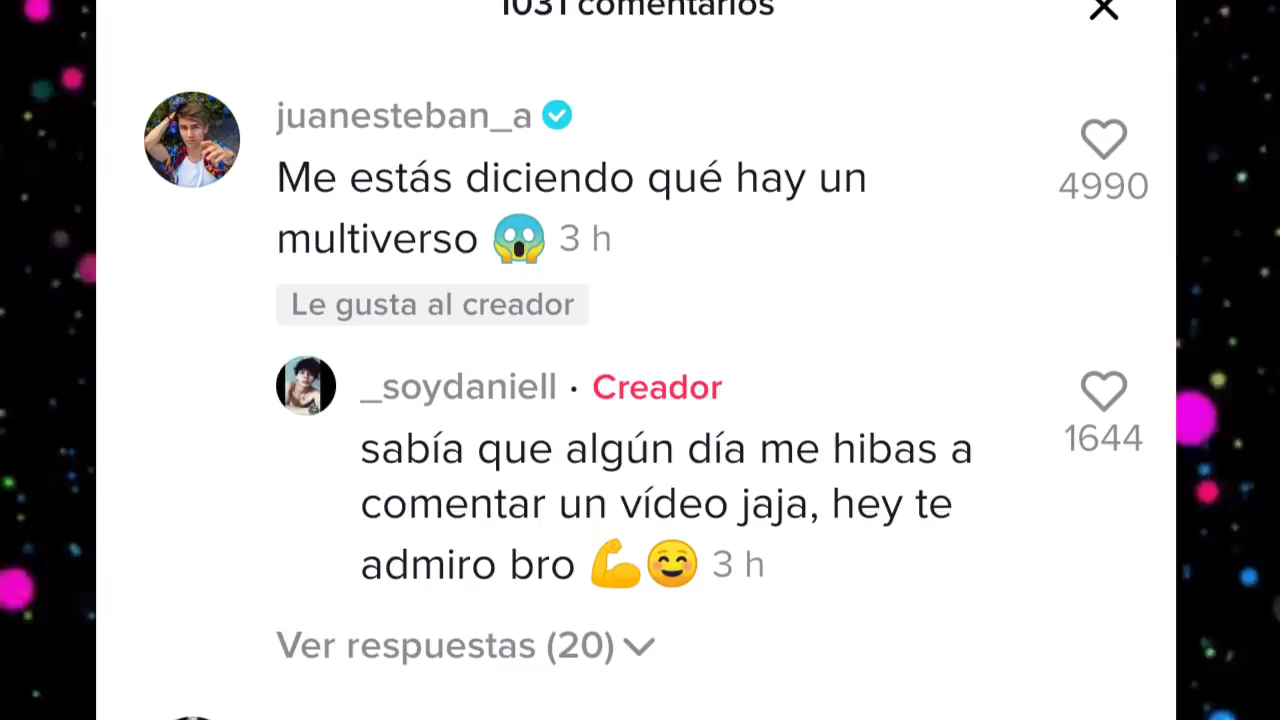 1031 comentarios
juanesteban_a
Me estás diciendo qué hay un
multiverso 😱 3 h
4990
Le gusta al creador
_soydaniell · Creador
sabía que algún día me hibas a
comentar un vídeo jaja, hey te
admiro bro 💪☺️ 3 h
1644
Ver respuestas (20)